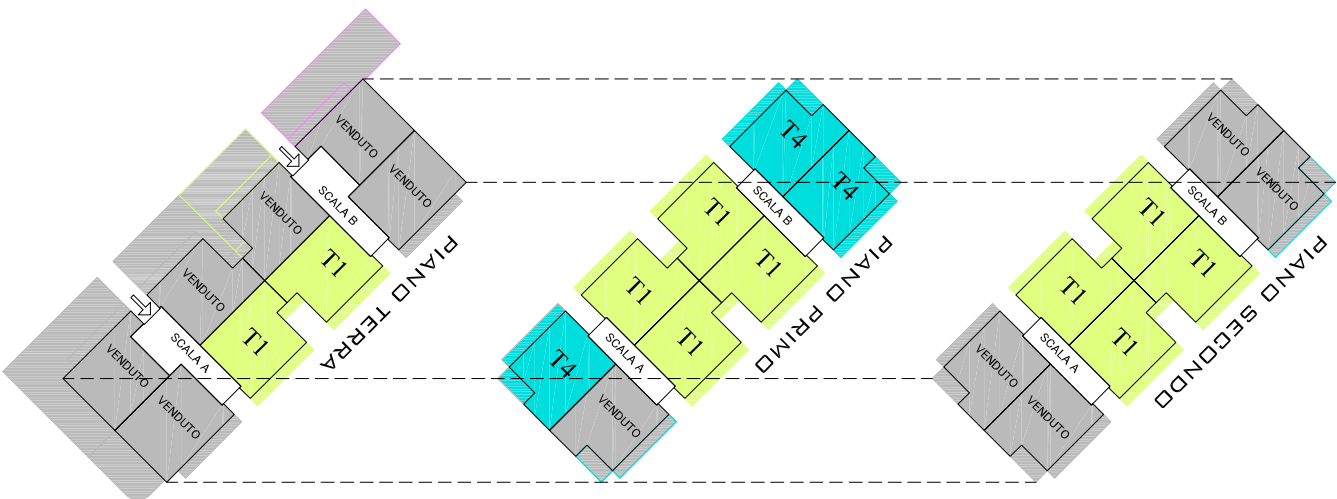 VENDUTO
VENDUTO
SCALA B
VENDUTO
T1
VENDUTO
T1
SCALA A
VENDUTO
VENDUTO
PIANO TERRA
T4
T4
SCALA B
T1
T1
T1
T1
SCALA A
T4
VENDUTO
PIANO PRIMO
VENDUTO
VENDUTO
SCALA B
T1
T1
T1
T1
SCALA A
VENDUTO
VENDUTO
PIANO SECONDO